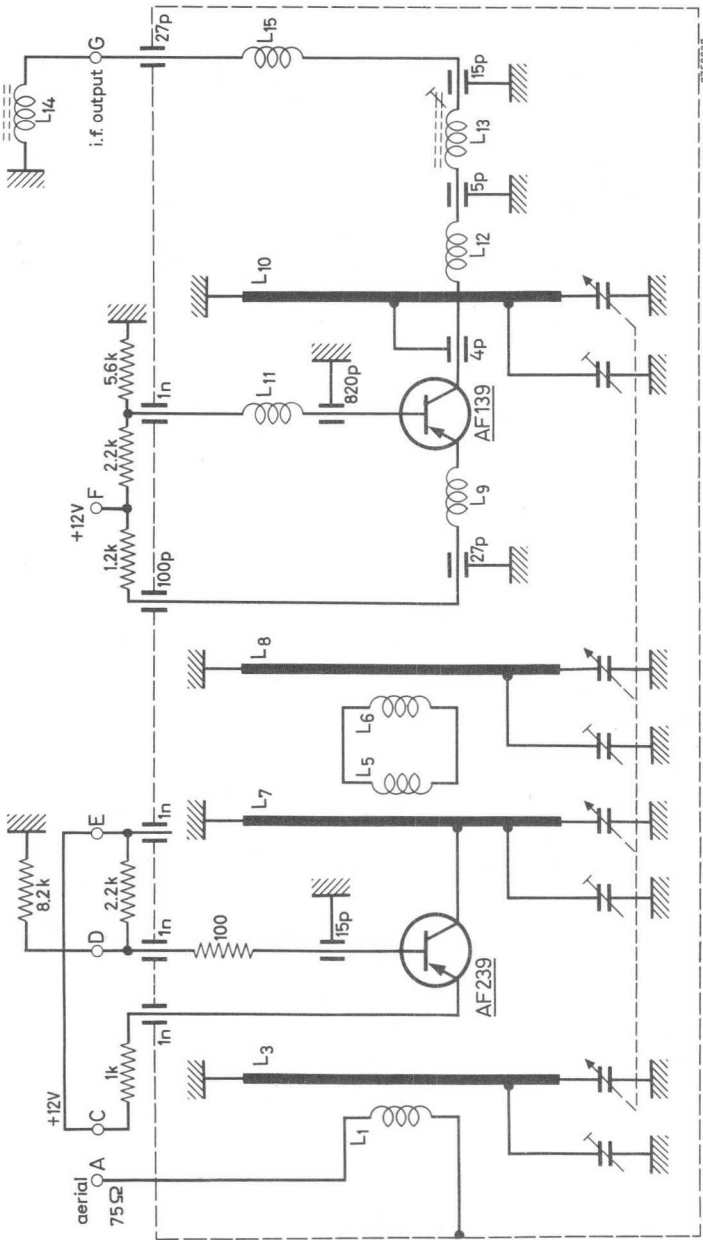 aerial
75 Ω
A
+12V
C
1k
D
2.2k
E
8.2k
1.2k
+12V
F
2.2k
5.6k
i.f. output
G
L14
1n
1n
1n
100p
1n
27p
L1
L3
100
15p
AF239
L7
L5
L6
L8
27p
L9
L11
820p
AF139
4p
L10
L12
5p
L13
15p
L15